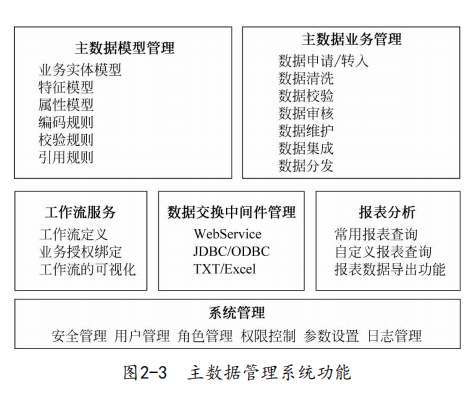 主数据模型管理
业务实体模型
特征模型
属性模型
编码规则
校验规则
引用规则
主数据业务管理
数据申请/转入
数据清洗
数据校验
数据审核
数据维护
数据集成
数据分发
工作流服务
工作流定义
业务授权绑定
工作流的可视化
数据交换中间件管理
WebService
JDBC/ODBC
TXT/Excel
报表分析
常用报表查询
自定义报表查询
报表数据导出功能
系统管理
安全管理 用户管理 角色管理 权限控制 参数设置 日志管理
图2-3 主数据管理系统功能